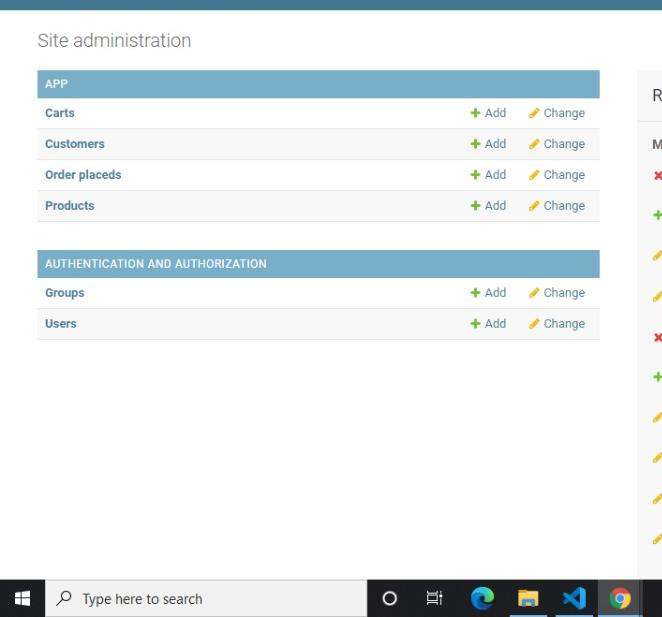 Site administration
APP
Carts Add Change
Customers Add Change
Order placeds Add Change
Products Add Change
AUTHENTICATION AND AUTHORIZATION
Groups Add Change
Users Add Change
R
M
Type here to search